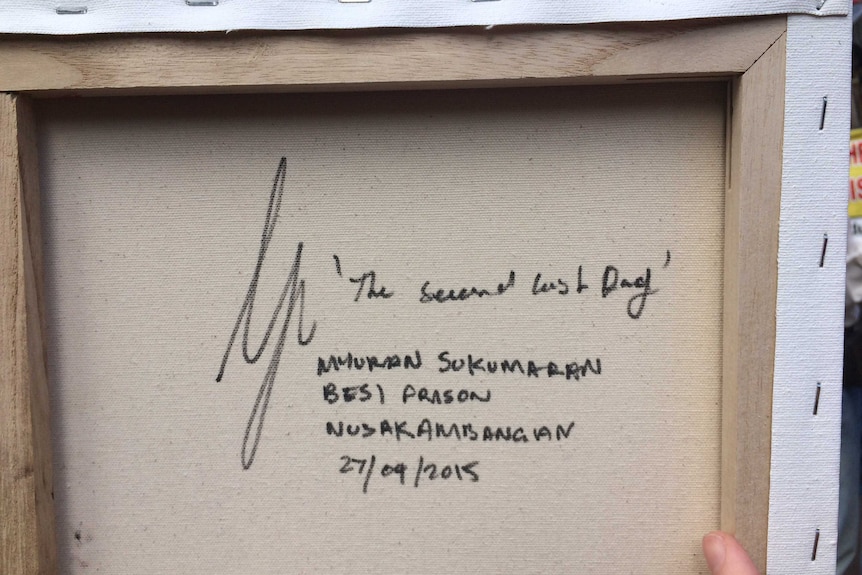 'The second last Day'
MYURAN SUKUMARAN
BESI PRISON
NUSAKAMBANGAN
27/04/2015